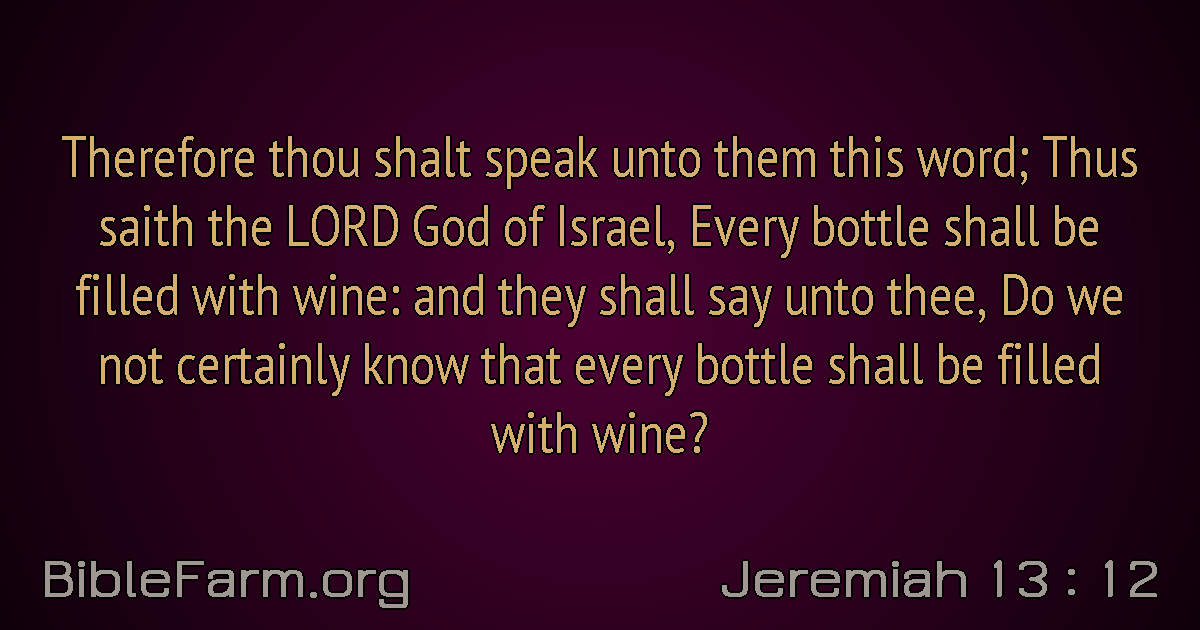 Therefore thou shalt speak unto them this word; Thus
saith the LORD God of Israel, Every bottle shall be
filled with wine: and they shall say unto thee, Do we
not certainly know that every bottle shall be filled
with wine?
BibleFarm.org
Jeremiah 13 : 12